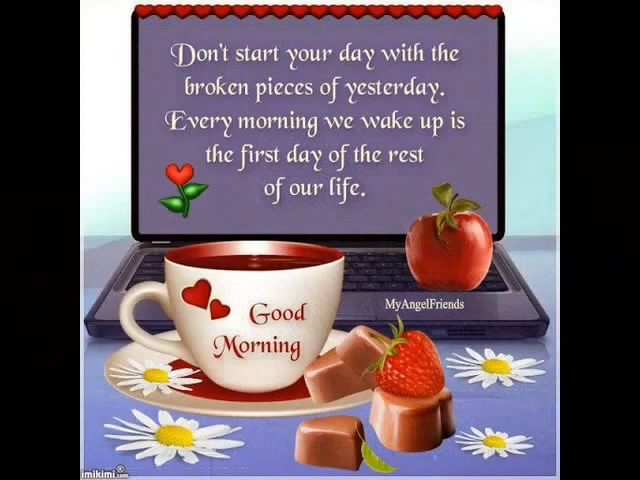 Don't start your day with the
broken pieces of yesterday.
Every morning we wake up is
the first day of the rest
of our life.
MyAngelFriends
Good
Morning
imikimi.com